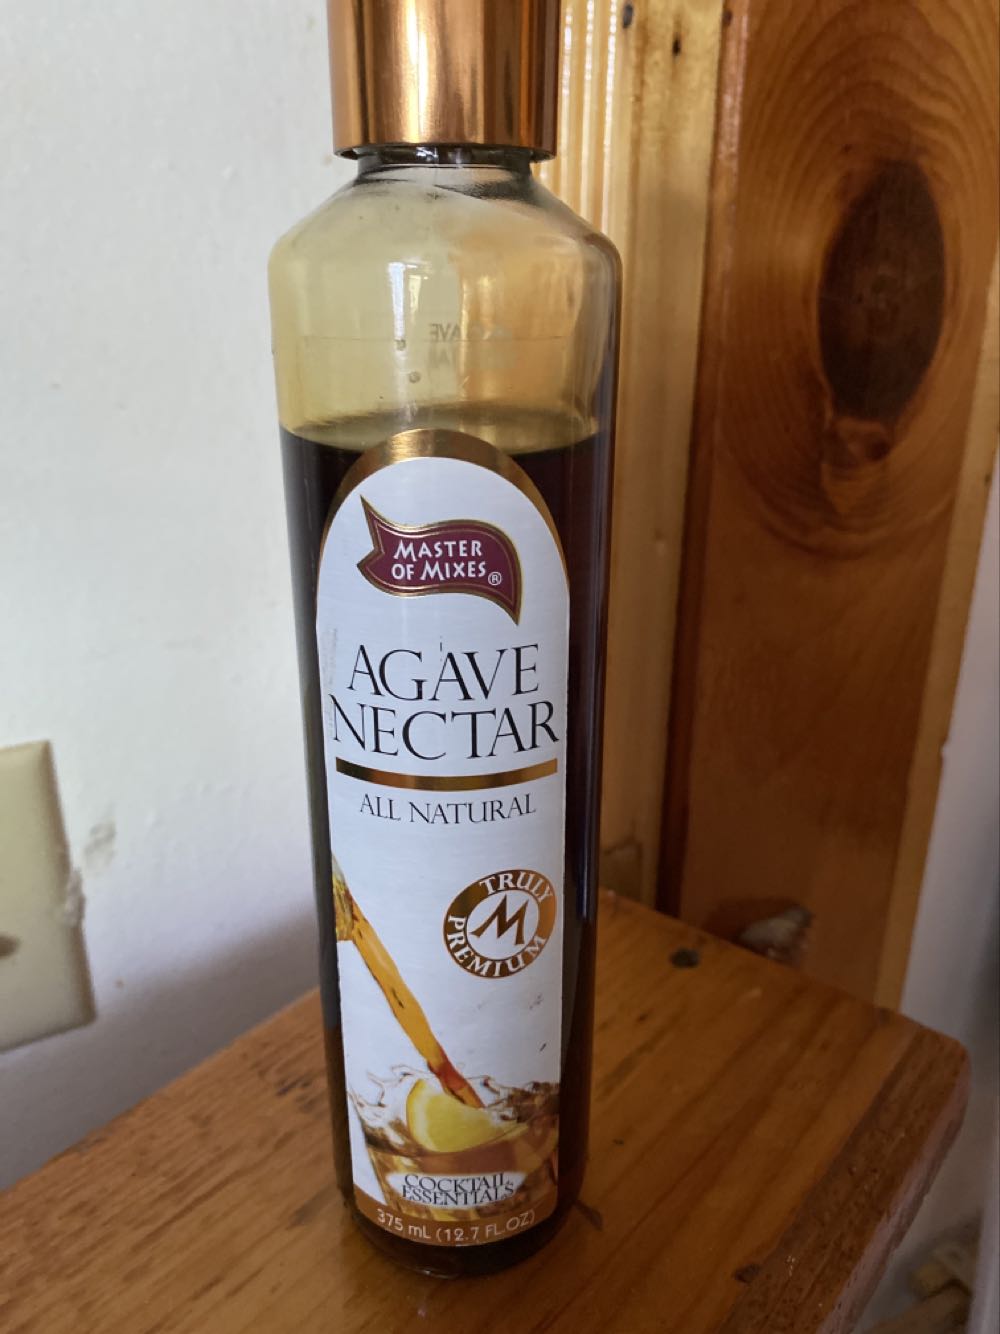 MASTER
OF MIXES®
AGAVE
NECTAR
ALL NATURAL
TRULY
M
PREMIUM
COCKTAIL
ESSENTIALS
375 mL (12.7 FL.OZ)